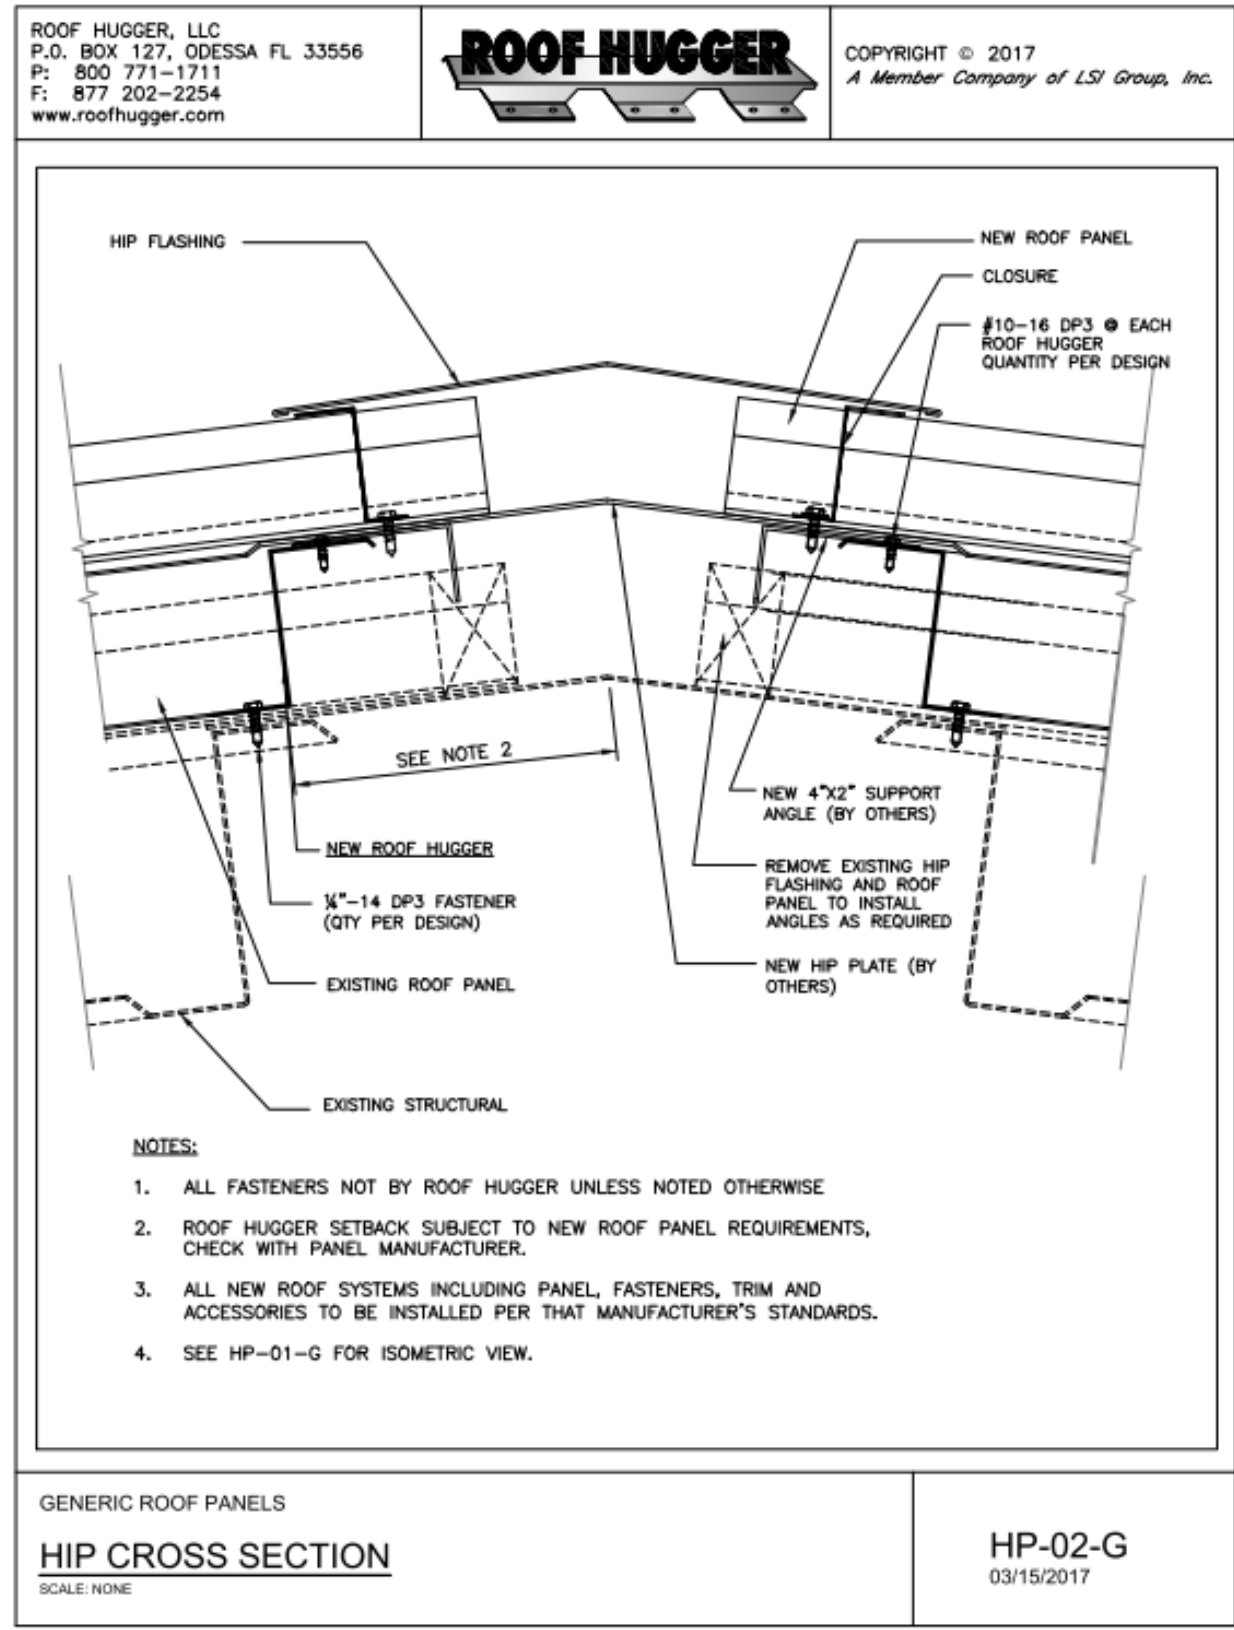 ROOF HUGGER, LLC
P.O. BOX 127, ODESSA FL 33556
P: 800 771-1711
F: 877 202-2254
www.roofhugger.com
ROOF HUGGER
COPYRIGHT © 2017
A Member Company of LSI Group, Inc.
HIP FLASHING
NEW ROOF PANEL
CLOSURE
#10-16 DP3 @ EACH
ROOF HUGGER
QUANTITY PER DESIGN
SEE NOTE 2
NEW ROOF HUGGER
¼"-14 DP3 FASTENER
(QTY PER DESIGN)
EXISTING ROOF PANEL
EXISTING STRUCTURAL
NEW 4"X2" SUPPORT
ANGLE (BY OTHERS)
REMOVE EXISTING HIP
FLASHING AND ROOF
PANEL TO INSTALL
ANGLES AS REQUIRED
NEW HIP PLATE (BY
OTHERS)
NOTES:
1. ALL FASTENERS NOT BY ROOF HUGGER UNLESS NOTED OTHERWISE
2. ROOF HUGGER SETBACK SUBJECT TO NEW ROOF PANEL REQUIREMENTS,
CHECK WITH PANEL MANUFACTURER.
3. ALL NEW ROOF SYSTEMS INCLUDING PANEL, FASTENERS, TRIM AND
ACCESSORIES TO BE INSTALLED PER THAT MANUFACTURER'S STANDARDS.
4. SEE HP-01-G FOR ISOMETRIC VIEW.
GENERIC ROOF PANELS
HIP CROSS SECTION
SCALE: NONE
HP-02-G
03/15/2017